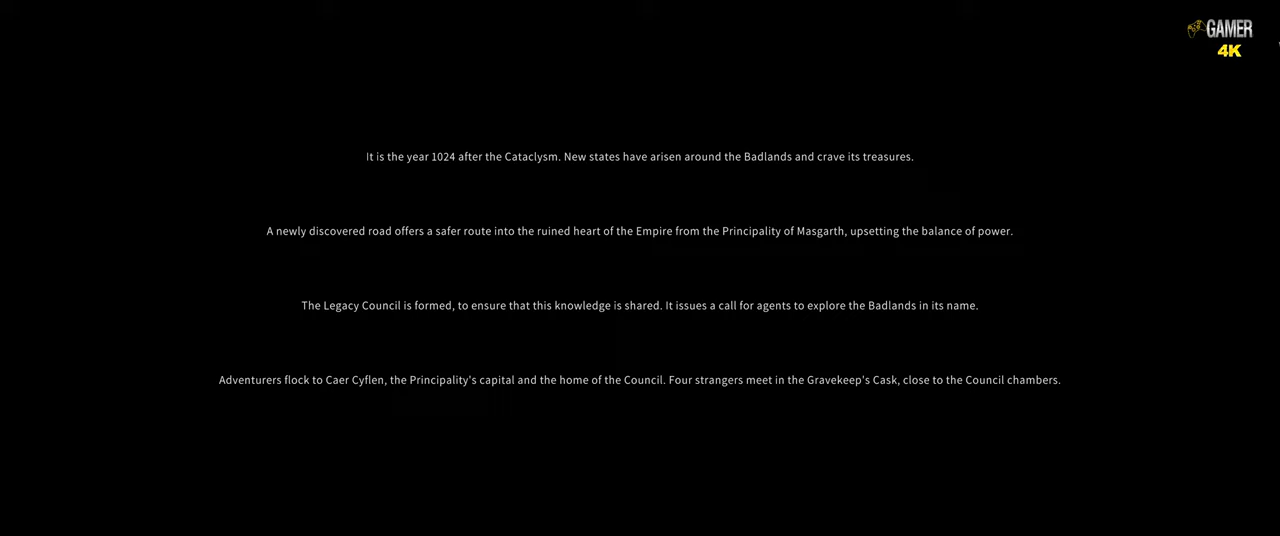 GAMER
4K
It is the year 1024 after the Cataclysm. New states have arisen around the Badlands and crave its treasures.
A newly discovered road offers a safer route into the ruined heart of the Empire from the Principality of Masgarth, upsetting the balance of power.
The Legacy Council is formed, to ensure that this knowledge is shared. It issues a call for agents to explore the Badlands in its name.
Adventurers flock to Caer Cyflen, the Principality's capital and the home of the Council. Four strangers meet in the Gravekeep's Cask, close to the Council chambers.